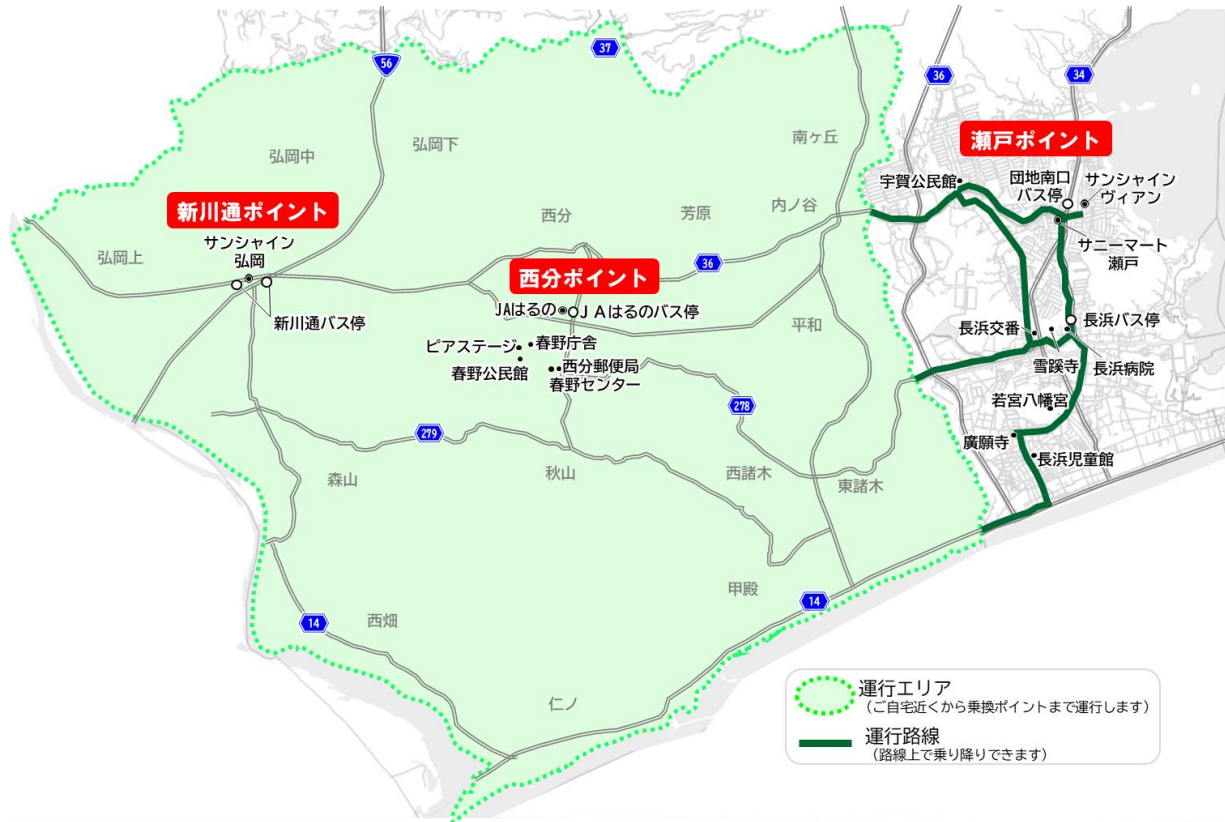 37
56
36
34
南ヶ丘
瀬戸ポイント
弘岡中
弘岡下
宇賀公民館
団地南口
バス停
サンシャイン
ヴィアン
新川通ポイント
西分
芳原
内ノ谷
サニーマート
瀬戸
サンシャイン
弘岡
弘岡上
西分ポイント
36
新川通バス停
JAはるの
JAはるのバス停
平和
長浜交番
長浜バス停
ピアステージ
春野庁舎
春野公民館
西分郵便局
春野センター
雪蹊寺
長浜病院
278
若宮八幡宮
279
廣願寺
長浜児童館
森山
秋山
西諸木
東諸木
甲殿
14
14
西畑
仁ノ
運行エリア
(ご自宅近くから乗換ポイントまで運行します)
運行路線
(路線上で乗り降りできます)